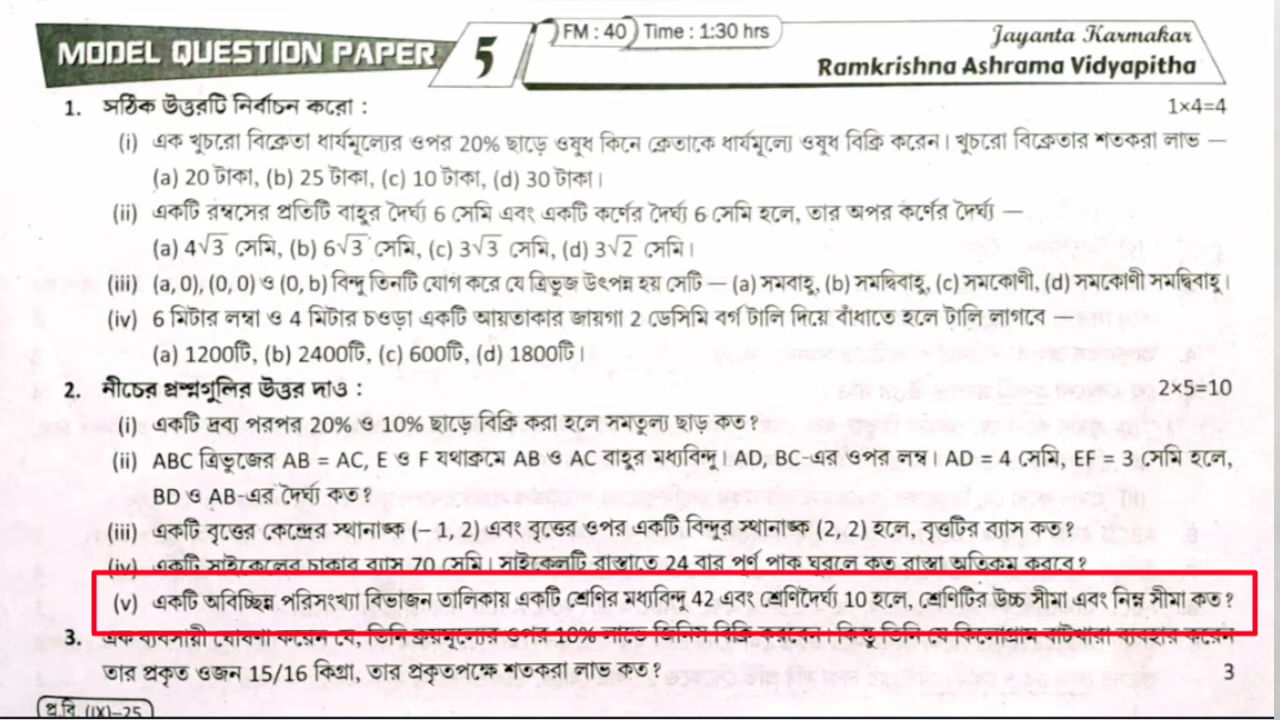 MODEL QUESTION PAPER 5 FM : 40 Time : 1:30 hrs Jayanta Karmakar
Ramkrishna Ashrama Vidyapitha
1. সঠিক উত্তরটি নির্বাচন করো : 1×4=4
(i) এক খুচরো বিক্রেতা ধার্যমূল্যের ওপর 20% ছাড়ে ওষুধ কিনে ক্রেতাকে ধার্যমূল্যে ওষুধ বিক্রি করেন। খুচরো বিক্রেতার শতকরা লাভ —
(a) 20 টাকা, (b) 25 টাকা, (c) 10 টাকা, (d) 30 টাকা।
(ii) একটি রম্বসের প্রতিটি বাহুর দৈর্ঘ্য 6 সেমি এবং একটি কর্ণের দৈর্ঘ্য 6 সেমি হলে, তার অপর কর্ণের দৈর্ঘ্য —
(a) 4√3 সেমি, (b) 6√3 সেমি, (c) 3√3 সেমি, (d) 3√2 সেমি।
(iii) (a, 0), (0, 0) ও (0, b) বিন্দু তিনটি যোগ করে যে ত্রিভুজ উৎপন্ন হয় সেটি — (a) সমবাহু, (b) সমদ্বিবাহু, (c) সমকোণী, (d) সমকোণী সমদ্বিবাহু।
(iv) 6 মিটার লম্বা ও 4 মিটার চওড়া একটি আয়তাকার জায়গা 2 ডেসিমি বর্গ টালি দিয়ে বাঁধাতে হলে টালি লাগবে —
(a) 1200টি, (b) 2400টি, (c) 600টি, (d) 1800টি।
2. নীচের প্রশ্নগুলির উত্তর দাও : 2×5=10
(i) একটি দ্রব্য পরপর 20% ও 10% ছাড়ে বিক্রি করা হলে সমতুল্য ছাড় কত?
(ii) ABC ত্রিভুজের AB = AC, E ও F যথাক্রমে AB ও AC বাহুর মধ্যবিন্দু। AD, BC-এর ওপর লম্ব। AD = 4 সেমি, EF = 3 সেমি হলে,
BD ও AB-এর দৈর্ঘ্য কত?
(iii) একটি বৃত্তের কেন্দ্রের স্থানাঙ্ক (– 1, 2) এবং বৃত্তের ওপর একটি বিন্দুর স্থানাঙ্ক (2, 2) হলে, বৃত্তটির ব্যাস কত?
(iv) একটি সাইকেলের চাকার ব্যাস 70 সেমি। সাইকেলটি রাস্তাতে 24 বার পূর্ণ পাক ঘুরলে কত রাস্তা অতিক্রম করবে?
(v) একটি অবিচ্ছিন্ন পরিসংখ্যা বিভাজন তালিকায় একটি শ্রেণির মধ্যবিন্দু 42 এবং শ্রেণিদৈর্ঘ্য 10 হলে, শ্রেণিটির উচ্চ সীমা এবং নিম্ন সীমা কত?
3. এক ব্যবসায়ী ঘোষণা করেন যে, তিনি ক্রয়মূল্যের ওপর 10% লাভে জিনিস বিক্রি করবেন। কিন্তু তিনি যে কিলোগ্রাম বাটখারা ব্যবহার করেন
তার প্রকৃত ওজন 15/16 কিগ্রা, তার প্রকৃতপক্ষে শতকরা লাভ কত? 3
প্র.বি. (IX)–25